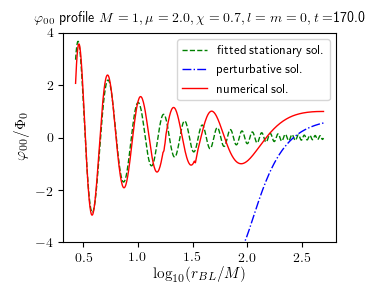 φ₀₀ profile M = 1, μ = 2.0, χ = 0.7, l = m = 0, t =170.0
fitted stationary sol.
perturbative sol.
numerical sol.
4
2
0
−2
−4
φ₀₀/Φ₀
0.5 1.0 1.5 2.0 2.5
log₁₀(r_BL/M)